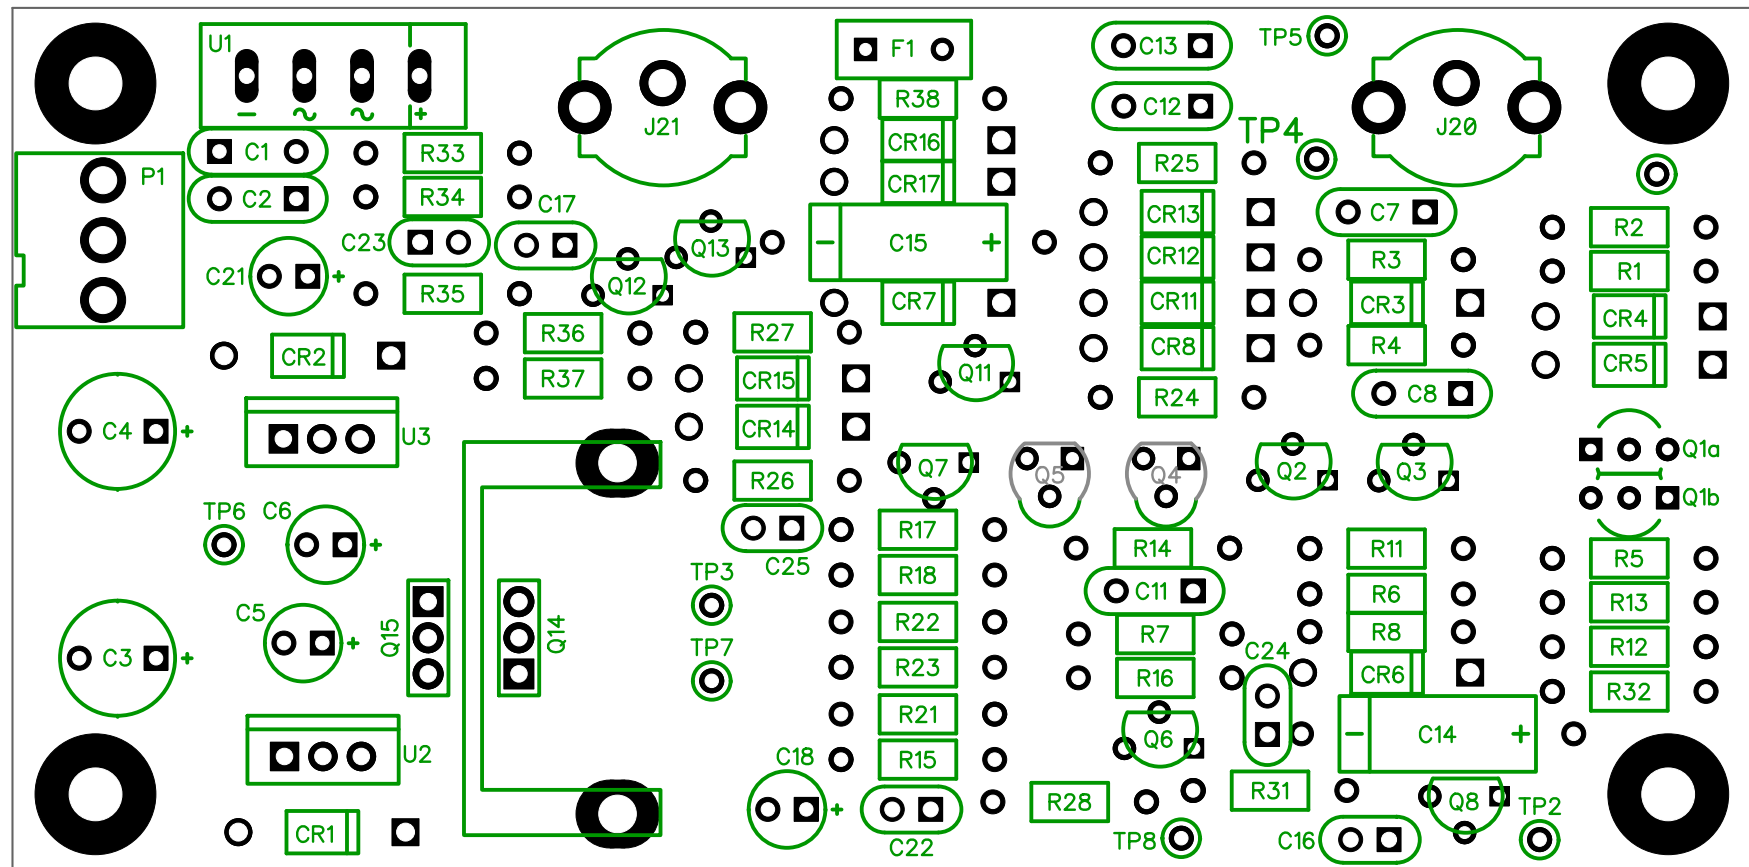 U1
− ~ ~ +
F1
C13
TP5
R38
C12
J21
J20
TP4
C1
R33
CR16
R25
P1
C2
R34
CR17
C17
CR13
C7
R2
C23
Q13
− C15 +
CR12
R3
R1
C21 +
Q12
R35
CR7
CR11
CR3
CR4
R36
R27
CR2
CR8
R4
CR5
R37
CR15
Q11
R24
C8
C4 +
U3
CR14
Q1a
Q7
Q5
Q4
Q2
Q3
R26
Q1b
TP6
C6 +
R17
R14
R11
R5
C25
TP3
R18
C11
R6
R13
C5 +
Q15
Q14
R22
R7
R8
R12
C3 +
TP7
R23
R16
C24
CR6
R32
R21
Q6
− C14 +
U2
C18 +
R15
R28
R31
Q8
TP2
CR1
C22
TP8
C16